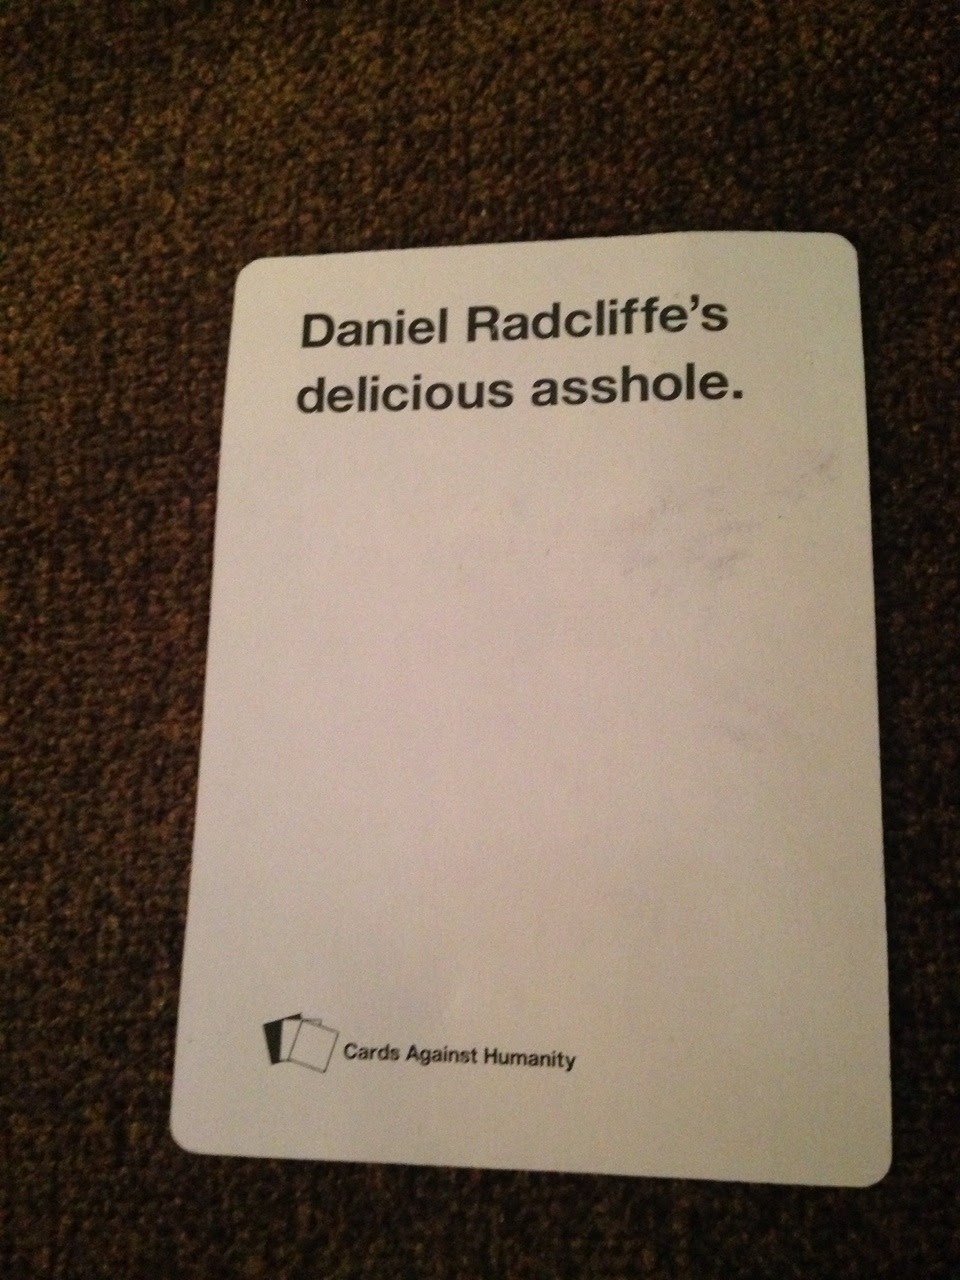 Daniel Radcliffe's
delicious asshole.
Cards Against Humanity